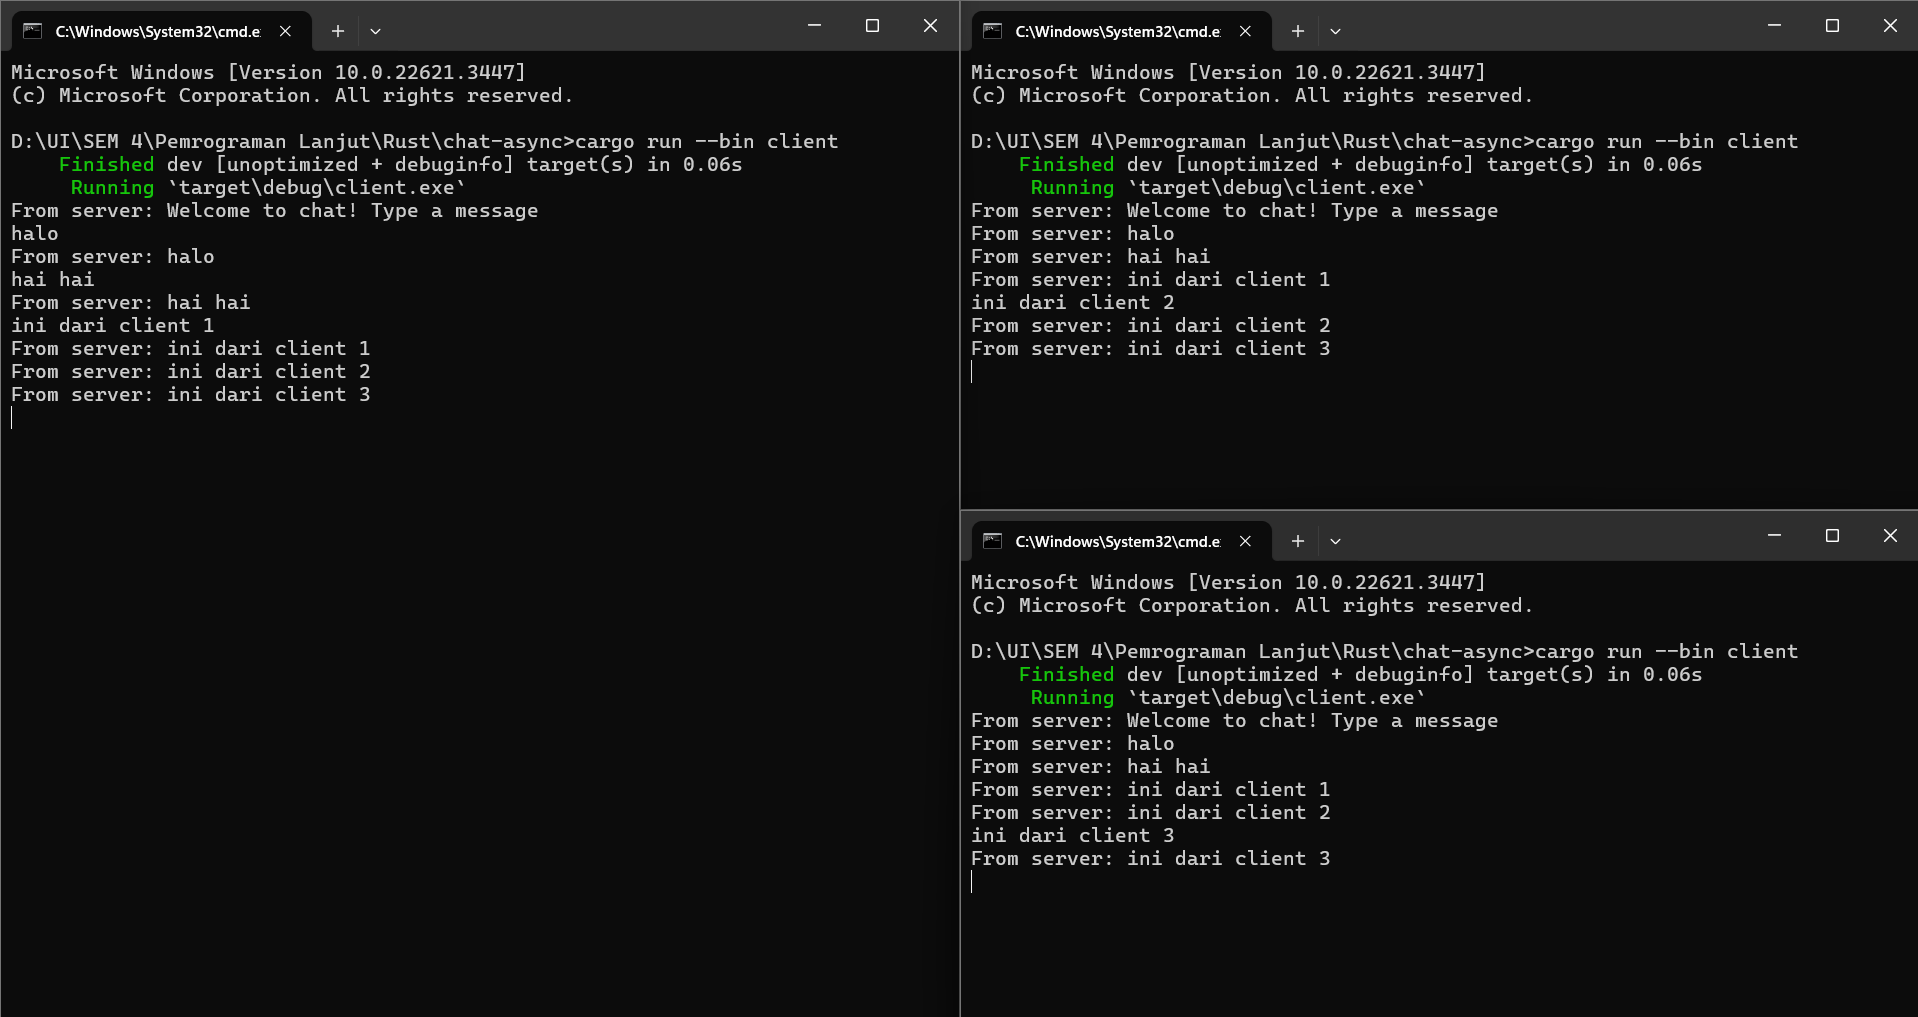 C:\Windows\System32\cmd.e
Microsoft Windows [Version 10.0.22621.3447]
(c) Microsoft Corporation. All rights reserved.
D:\UI\SEM 4\Pemrograman Lanjut\Rust\chat-async>cargo run --bin client
Finished dev [unoptimized + debuginfo] target(s) in 0.06s
Running `target\debug\client.exe`
From server: Welcome to chat! Type a message
halo
From server: halo
hai hai
From server: hai hai
ini dari client 1
From server: ini dari client 1
From server: ini dari client 2
From server: ini dari client 3
C:\Windows\System32\cmd.e
Microsoft Windows [Version 10.0.22621.3447]
(c) Microsoft Corporation. All rights reserved.
D:\UI\SEM 4\Pemrograman Lanjut\Rust\chat-async>cargo run --bin client
Finished dev [unoptimized + debuginfo] target(s) in 0.06s
Running `target\debug\client.exe`
From server: Welcome to chat! Type a message
From server: halo
From server: hai hai
From server: ini dari client 1
ini dari client 2
From server: ini dari client 2
From server: ini dari client 3
C:\Windows\System32\cmd.e
Microsoft Windows [Version 10.0.22621.3447]
(c) Microsoft Corporation. All rights reserved.
D:\UI\SEM 4\Pemrograman Lanjut\Rust\chat-async>cargo run --bin client
Finished dev [unoptimized + debuginfo] target(s) in 0.06s
Running `target\debug\client.exe`
From server: Welcome to chat! Type a message
From server: halo
From server: hai hai
From server: ini dari client 1
From server: ini dari client 2
ini dari client 3
From server: ini dari client 3